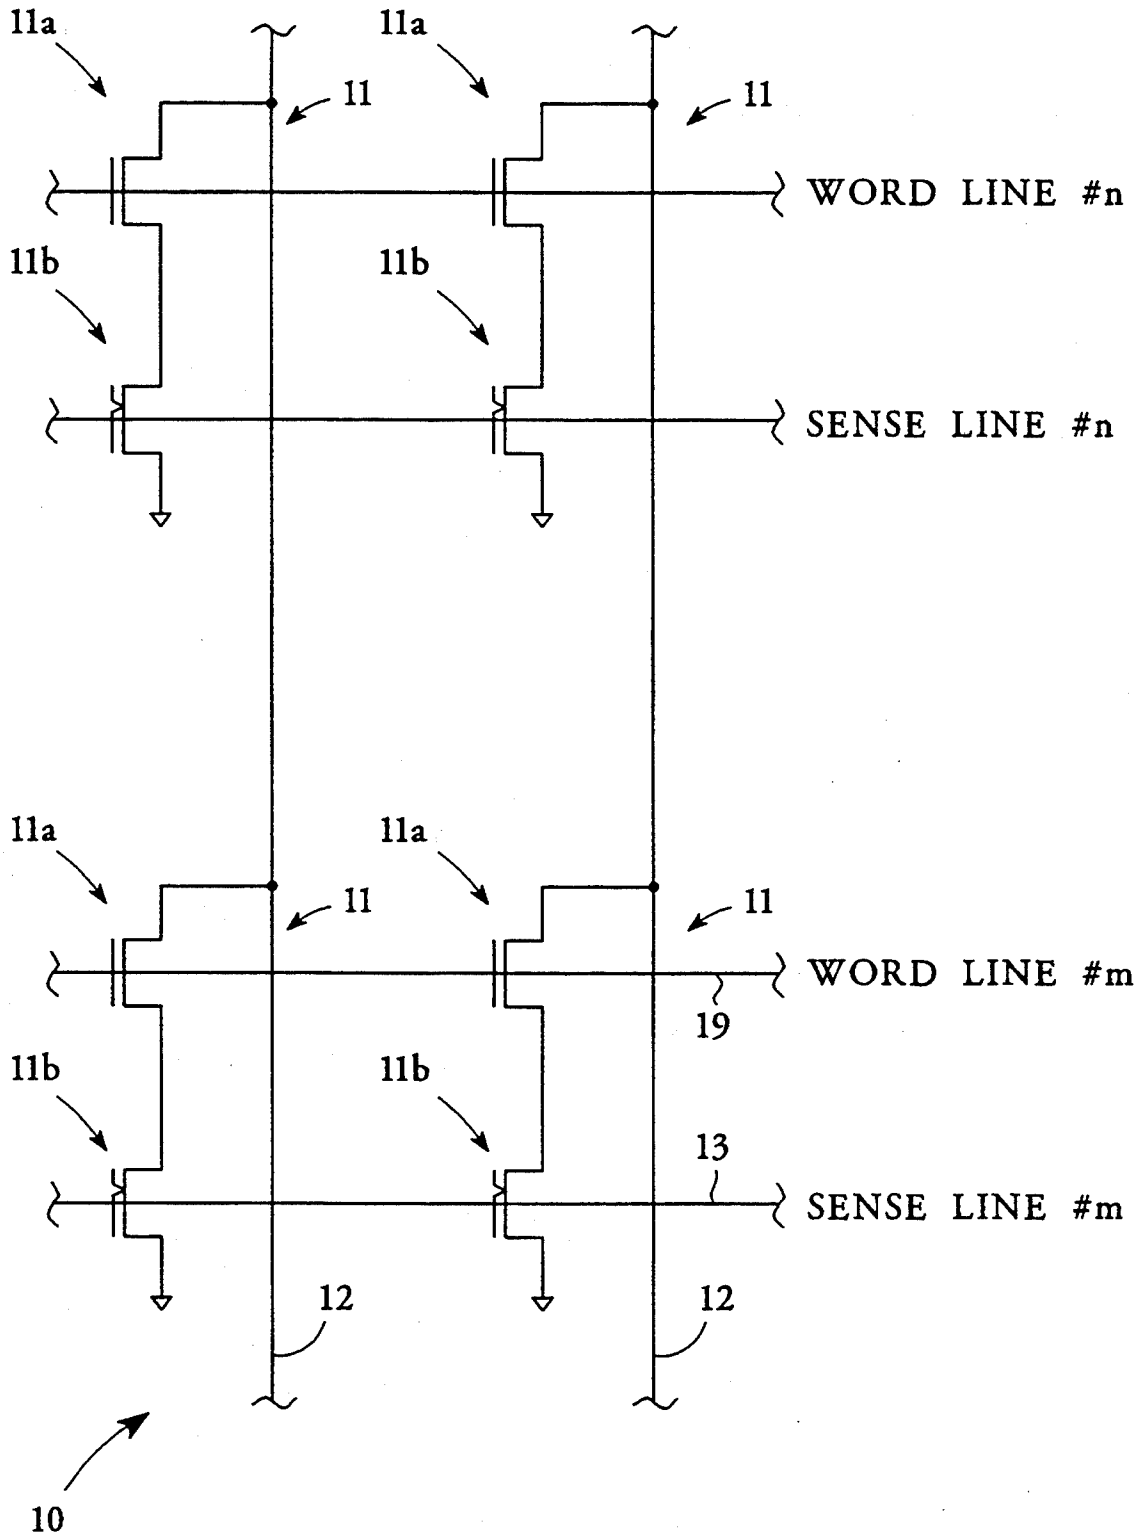 11a
11a
11
11
WORD LINE #n
11b
11b
SENSE LINE #n
11a
11a
11
11
WORD LINE #m
19
11b
11b
13
SENSE LINE #m
12
12
10